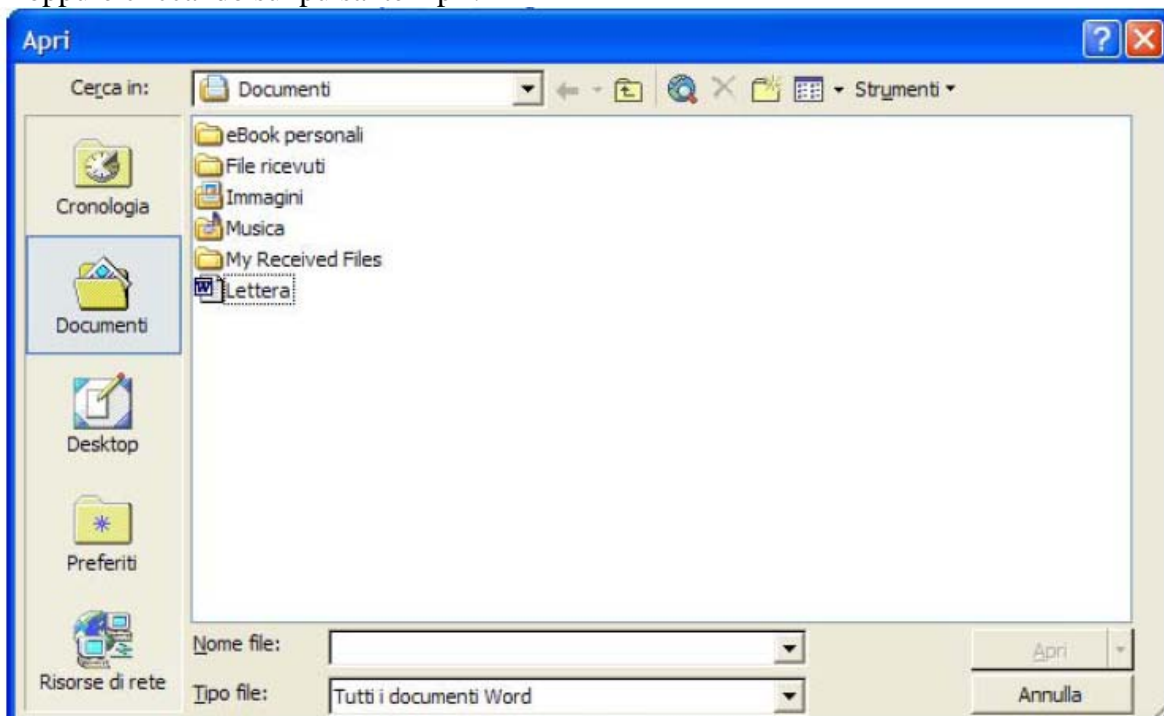 Apri
Cerca in: Documenti Strumenti
eBook personali
File ricevuti
Immagini
Musica
My Received Files
Lettera
Cronologia
Documenti
Desktop
Preferiti
Risorse di rete
Nome file: Apri
Tipo file: Tutti i documenti Word Annulla